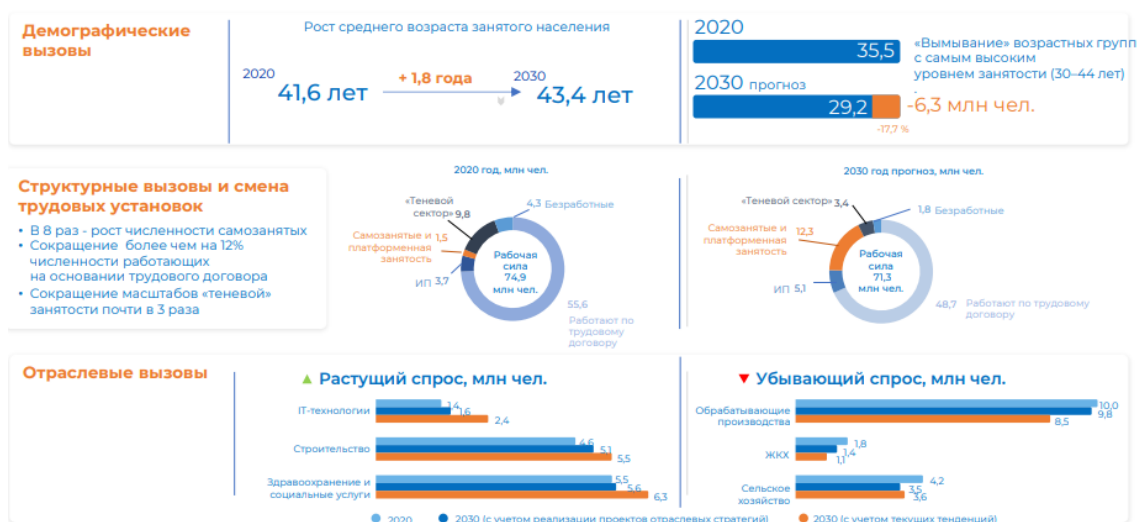 Демографические
вызовы
Рост среднего возраста занятого населения
2020
41,6 лет
+ 1,8 года
2030
43,4 лет
2020
35,5
2030 прогноз
29,2
-17,7 %
«Вымывание» возрастных групп
с самым высоким
уровнем занятости (30–44 лет)
.
-6,3 млн чел.
Структурные вызовы и смена
трудовых установок
• В 8 раз - рост численности самозанятых
• Сокращение более чем на 12%
численности работающих
на основании трудового договора
• Сокращение масштабов «теневой»
занятости почти в 3 раза
2020 год, млн чел.
«Теневой
сектор» 9,8
4,3 Безработные
Самозанятые и 1,5
платформенная
занятость
ИП 3,7
Рабочая
сила
74,9
млн чел.
55,6
Работают по
трудовому
договору
2030 год прогноз, млн чел.
«Теневой сектор» 3,4
1,8 Безработные
Самозанятые и 12,3
платформенная
занятость
ИП 5,1
Рабочая
сила
71,3
млн чел.
48,7 Работают по трудовому
договору
Отраслевые вызовы
▲ Растущий спрос, млн чел.
IT-технологии
1,4
1,6
2,4
Строительство
4,6
5,1
5,5
Здравоохранение и
социальные услуги
5,5
5,6
6,3
▼ Убывающий спрос, млн чел.
Обрабатывающие
производства
10,0
9,8
8,5
ЖКХ
1,8
1,4
1,1
Сельское
хозяйство
4,2
3,5
3,6
2020
2030 (с учетом реализации проектов отраслевых стратегий)
2030 (с учетом текущих тенденций)